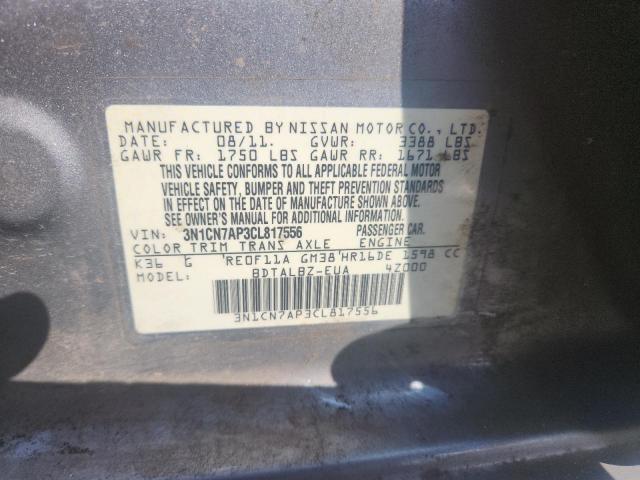 MANUFACTURED BY NISSAN MOTOR CO., LTD.
DATE: 08/11. GVWR: 3388 LBS
GAWR FR: 1750 LBS GAWR RR: 1671 LBS
THIS VEHICLE CONFORMS TO ALL APPLICABLE FEDERAL MOTOR
VEHICLE SAFETY, BUMPER AND THEFT PREVENTION STANDARDS
IN EFFECT ON THE DATE OF MANUFACTURE SHOWN ABOVE.
SEE OWNER'S MANUAL FOR ADDITIONAL INFORMATION.
VIN: 3N1CN7AP3CL817556 PASSENGER CAR.
COLOR TRIM TRANS AXLE ENGINE
K36 G RE0F11A GM38 HR16DE 1598 CC
MODEL: BDTALBZ-EUA 4Z000
3N1CN7AP3CL817556